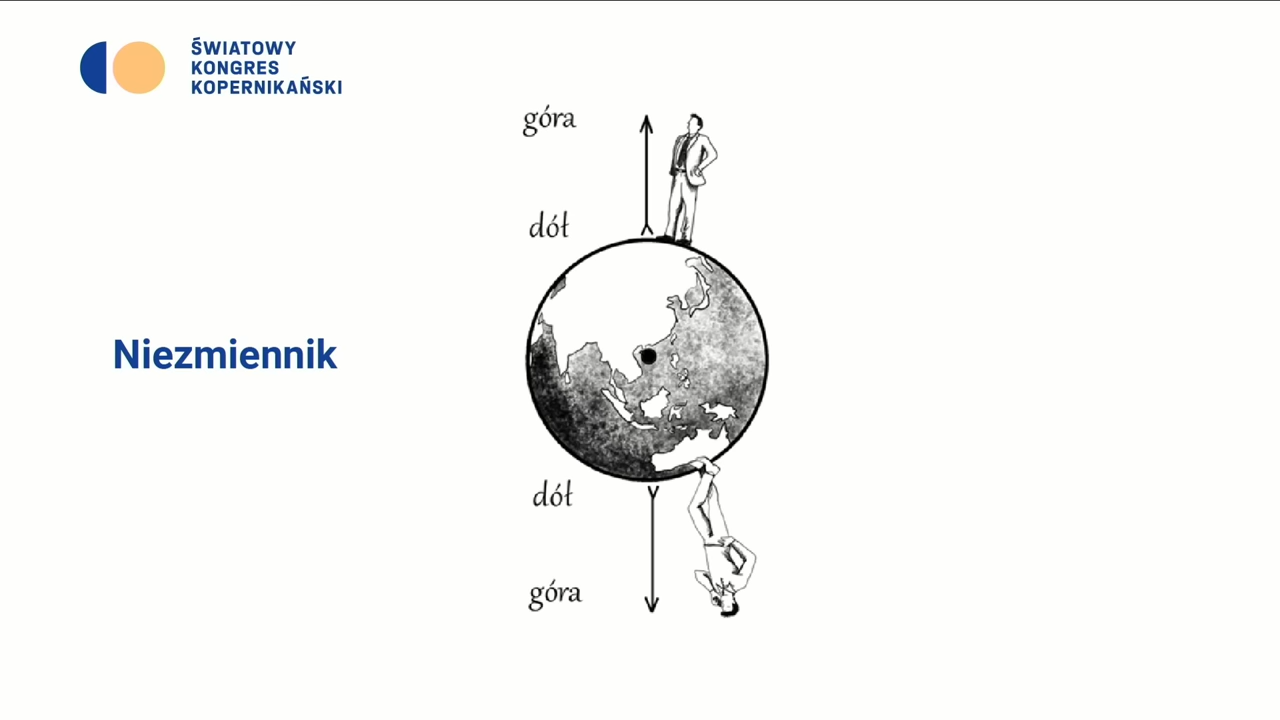 ŚWIATOWY
KONGRES
KOPERNIKAŃSKI
góra
dół
Niezmiennik
dół
góra